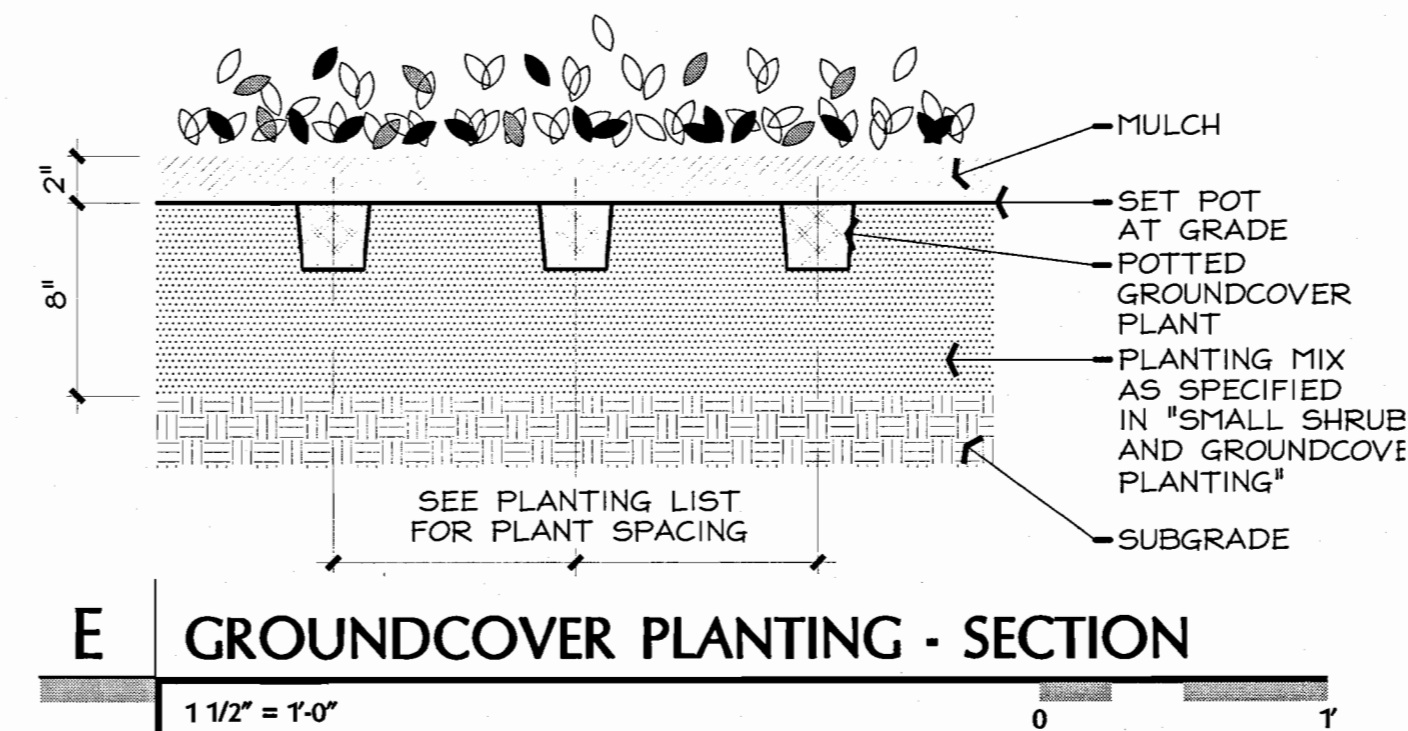 2"
8"
MULCH
SET POT
AT GRADE
POTTED
GROUNDCOVER
PLANT
PLANTING MIX
AS SPECIFIED
IN "SMALL SHRUB
AND GROUNDCOVE
PLANTING"
SUBGRADE
SEE PLANTING LIST
FOR PLANT SPACING
E GROUNDCOVER PLANTING - SECTION
1 1/2" = 1'-0" 0 1'